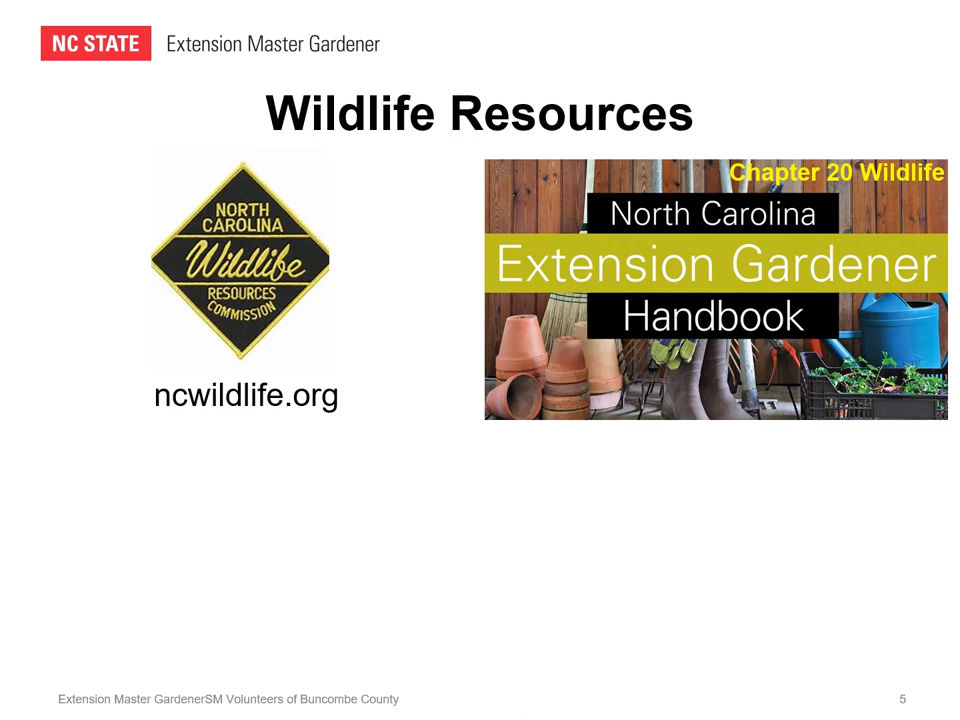 NC STATE Extension Master Gardener
Wildlife Resources
NORTH
CAROLINA
Wildlife
RESOURCES
COMMISSION
ncwildlife.org
Chapter 20 Wildlife
North Carolina
Extension Gardener
Handbook
Extension Master GardenerSM Volunteers of Buncombe County
5